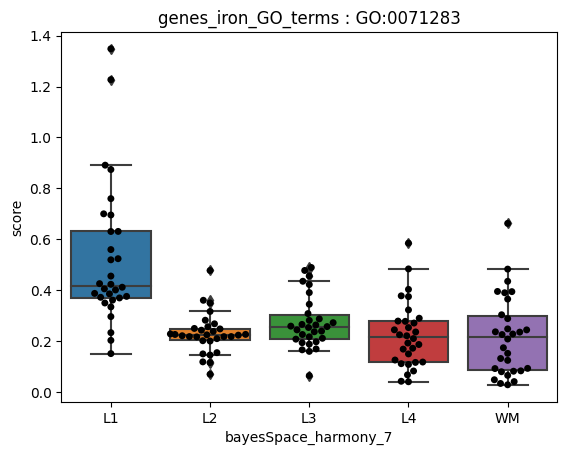 genes_iron_GO_terms : GO:0071283
score
1.4
1.2
1.0
0.8
0.6
0.4
0.2
0.0
L1 L2 L3 L4 WM
bayesSpace_harmony_7